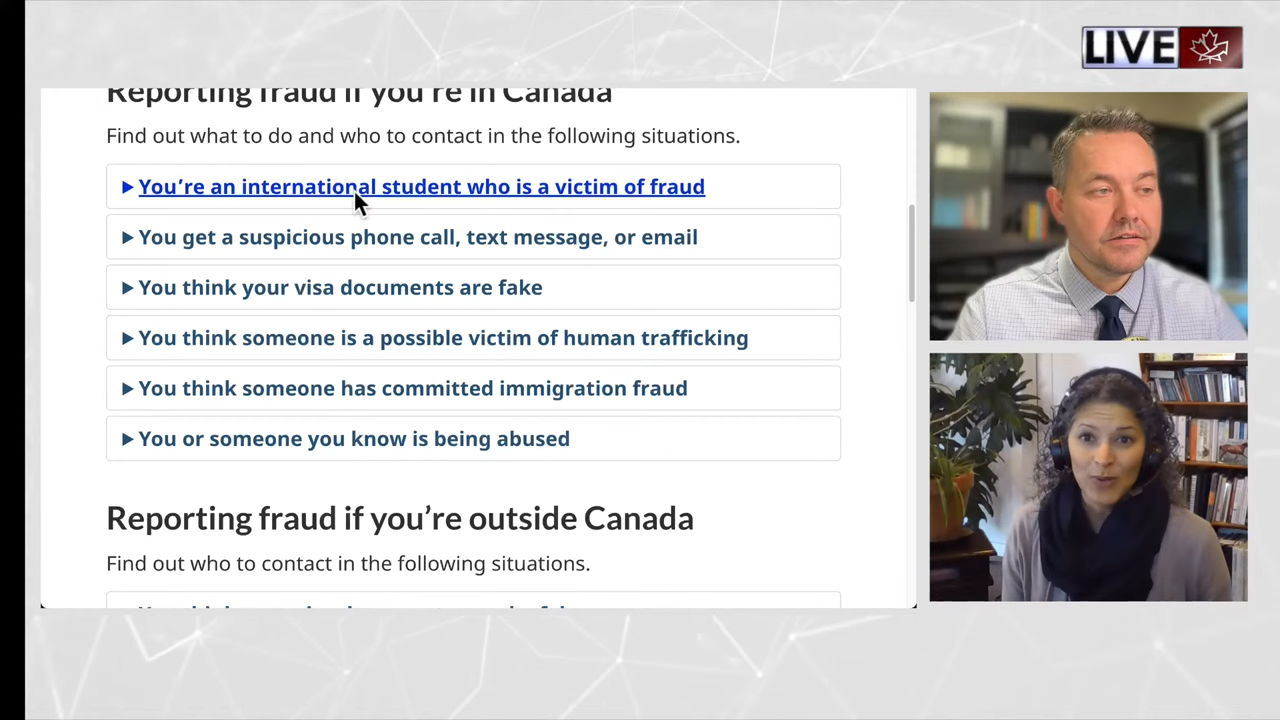 LIVE
Reporting fraud if you're in Canada
Find out what to do and who to contact in the following situations.
You’re an international student who is a victim of fraud
You get a suspicious phone call, text message, or email
You think your visa documents are fake
You think someone is a possible victim of human trafficking
You think someone has committed immigration fraud
You or someone you know is being abused
Reporting fraud if you’re outside Canada
Find out who to contact in the following situations.